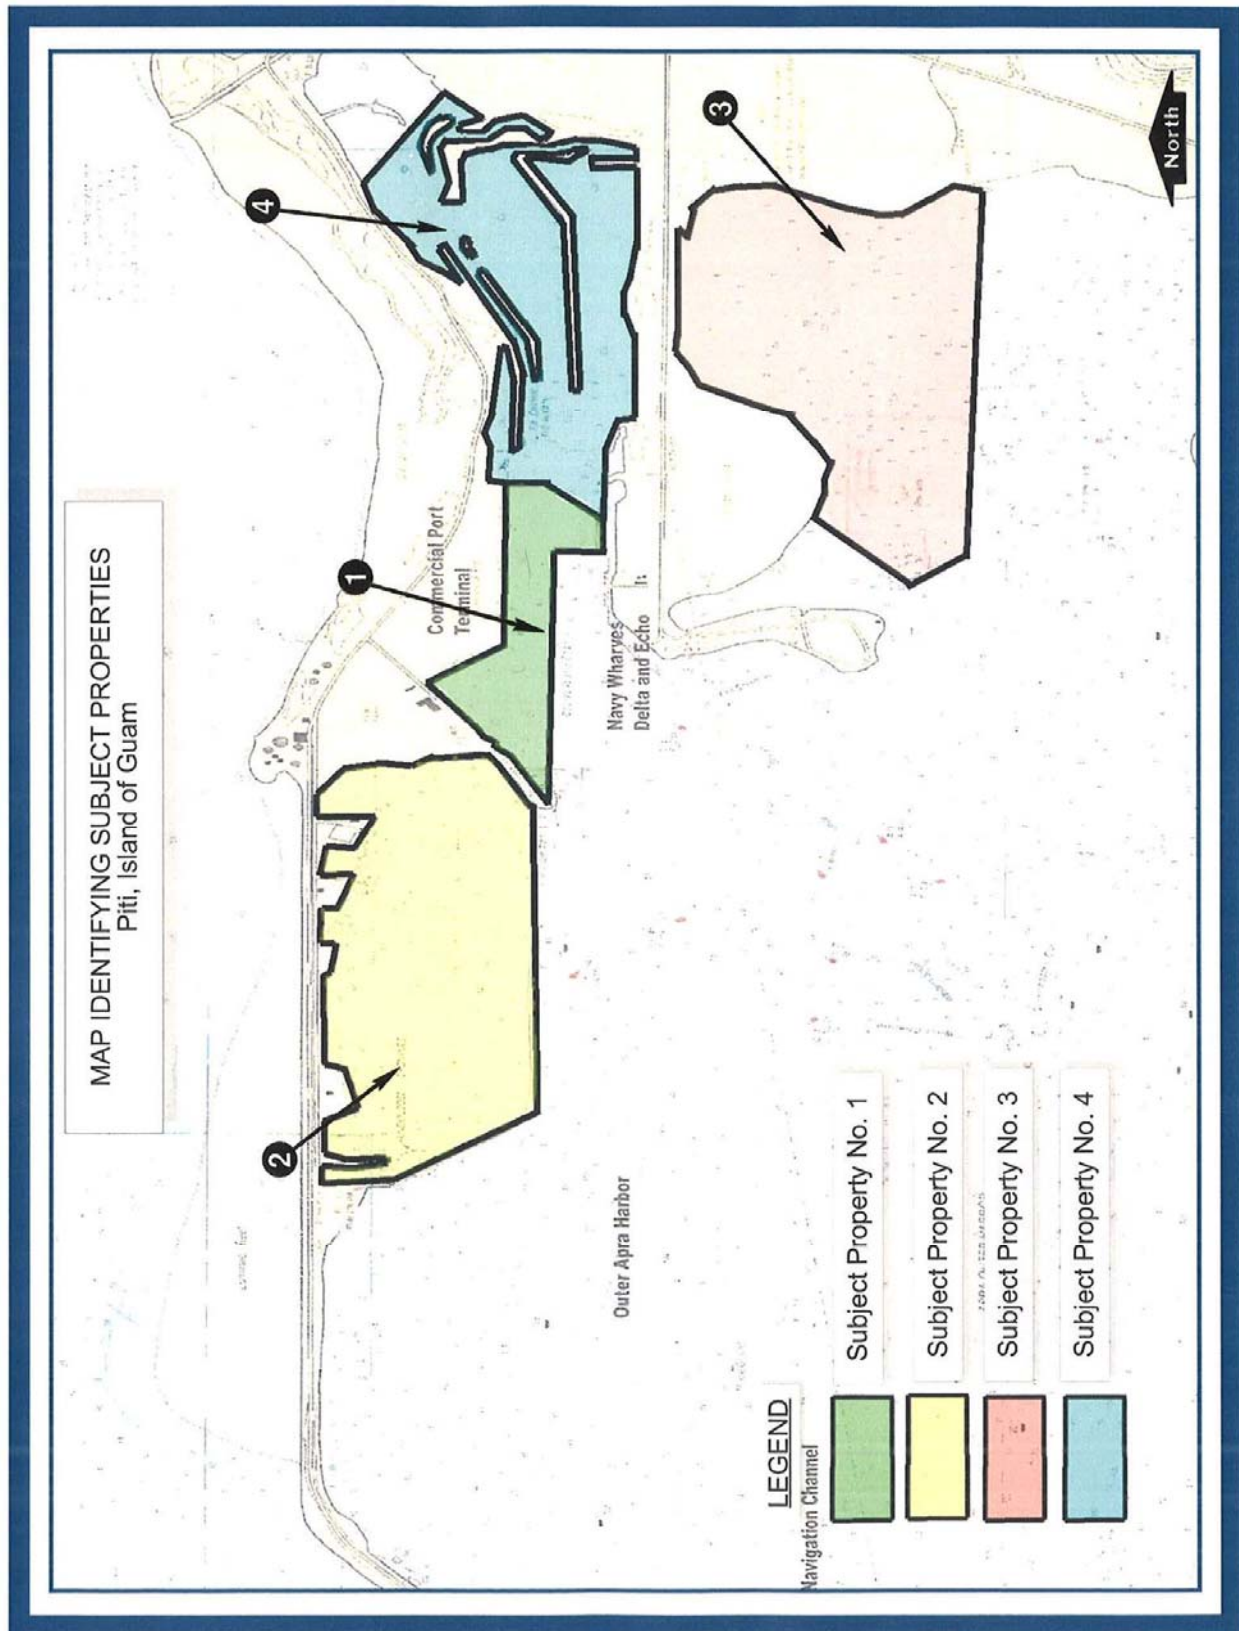 MAP IDENTIFYING SUBJECT PROPERTIES
Piti, Island of Guam
4
3
1
2
North
Commercial Port
Terminal
Navy Wharves
Delta and Echo
Outer Apra Harbor
Navigation Channel
LEGEND
Subject Property No. 1
Subject Property No. 2
Subject Property No. 3
Subject Property No. 4